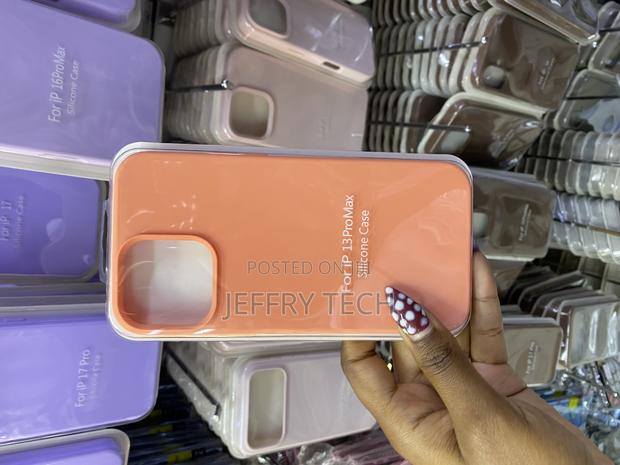 For iP 16ProMax
Silicone Case
For iP 17
Silicone Case
For iP 17 Pro
Silicone Case
For iP 13ProMax
Silicone Case
POSTED ON
JEFFRY TECH